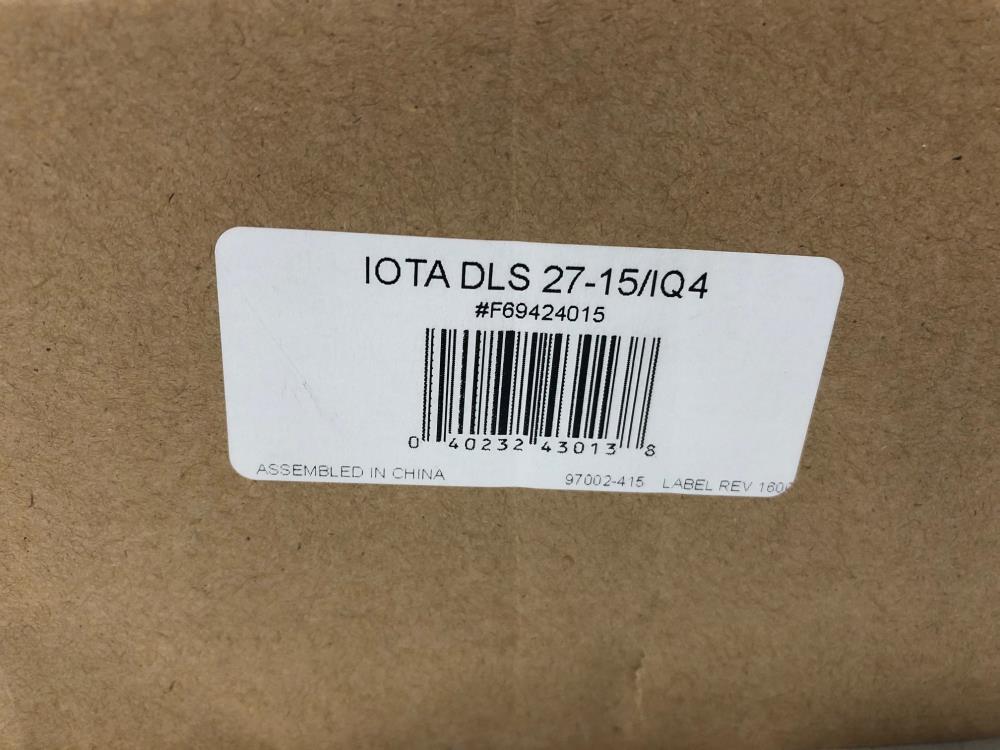 IOTA DLS 27-15/IQ4
#F69424015
0 40232 43013 8
ASSEMBLED IN CHINA 97002-415 LABEL REV